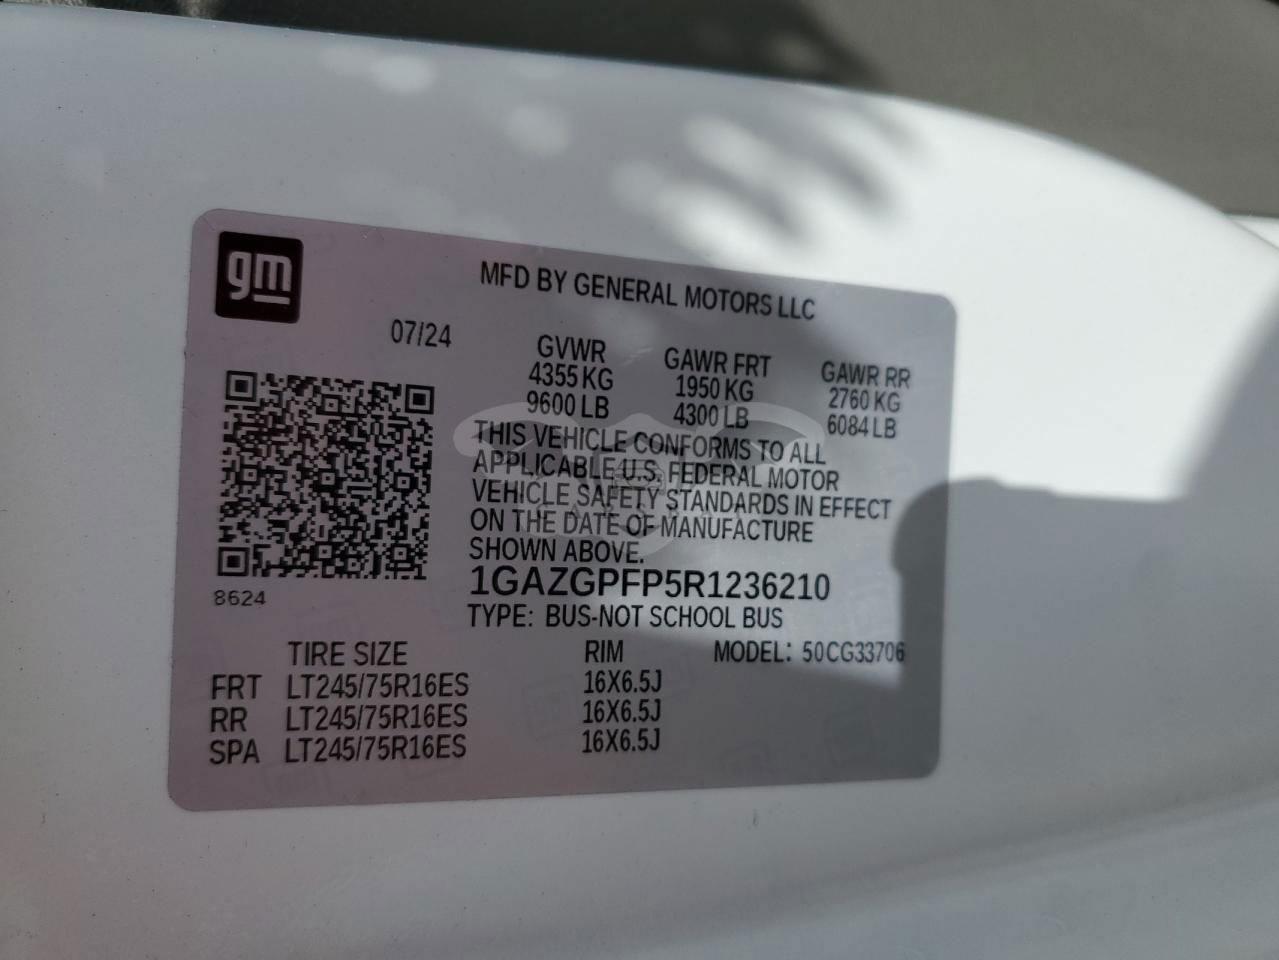 gm
MFD BY GENERAL MOTORS LLC
07/24
GVWR GAWR FRT GAWR RR
4355 KG 1950 KG 2760 KG
9600 LB 4300 LB 6084 LB
THIS VEHICLE CONFORMS TO ALL
APPLICABLE U.S. FEDERAL MOTOR
VEHICLE SAFETY STANDARDS IN EFFECT
ON THE DATE OF MANUFACTURE
SHOWN ABOVE.
1GAZGPFP5R1236210
8624
TYPE: BUS-NOT SCHOOL BUS
TIRE SIZE RIM MODEL: 50CG33706
FRT LT245/75R16ES 16X6.5J
RR LT245/75R16ES 16X6.5J
SPA LT245/75R16ES 16X6.5J